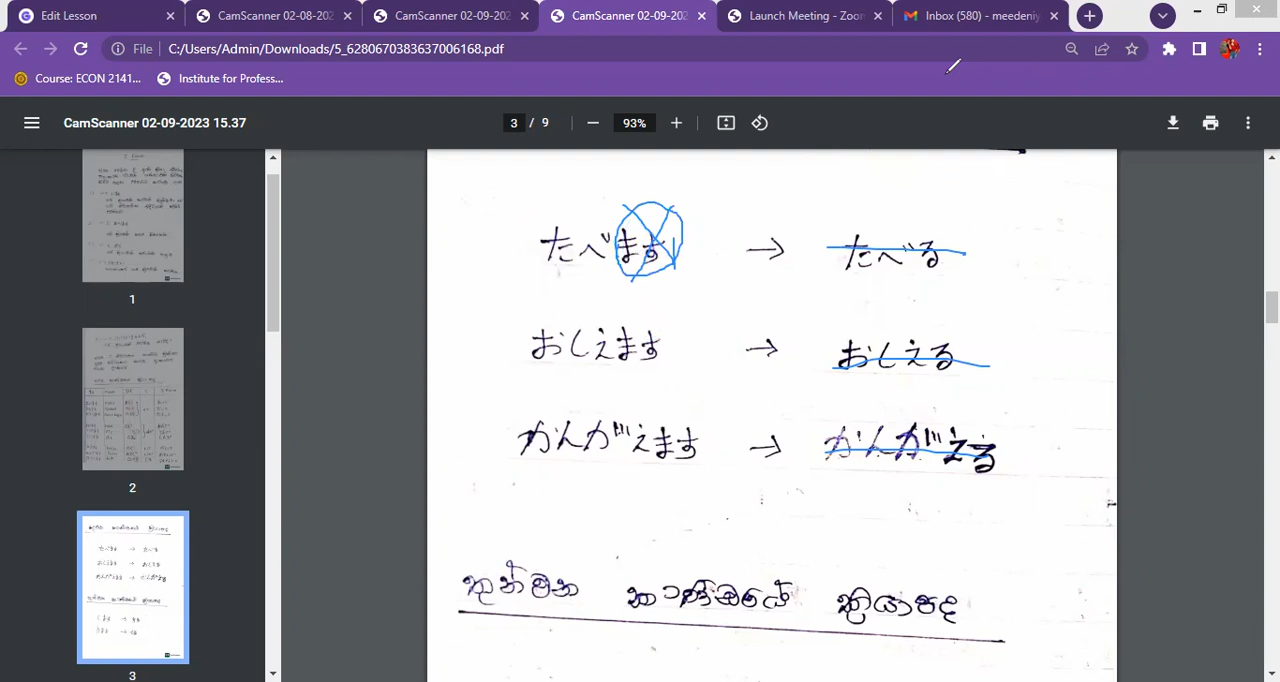 Edit Lesson
CamScanner 02-08-202
CamScanner 02-09-202
CamScanner 02-09-202
Launch Meeting - Zoom
Inbox (580) - meedeniy
File
C:/Users/Admin/Downloads/5_6280670383637006168.pdf
Course: ECON 2141...
Institute for Profess...
CamScanner 02-09-2023 15.37
3 / 9
93%
たべます → たべる
おしえます → おしえる
かんがえます → かんがえる
තුන්වන කාණ්ඩයේ ක්‍රියාපද
1
2
3